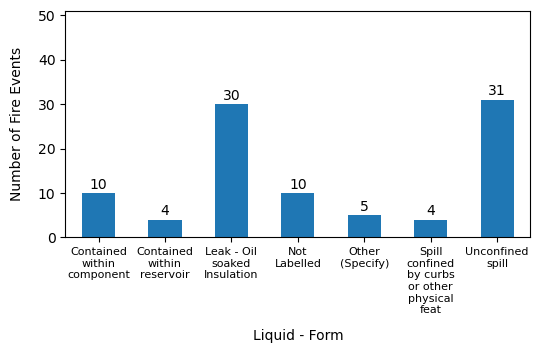 50
40
30
20
10
0
Number of Fire Events
10
4
30
10
5
4
31
Contained
within
component
Contained
within
reservoir
Leak - Oil
soaked
Insulation
Not
Labelled
Other
(Specify)
Spill
confined
by curbs
or other
physical
feat
Unconfined
spill
Liquid - Form